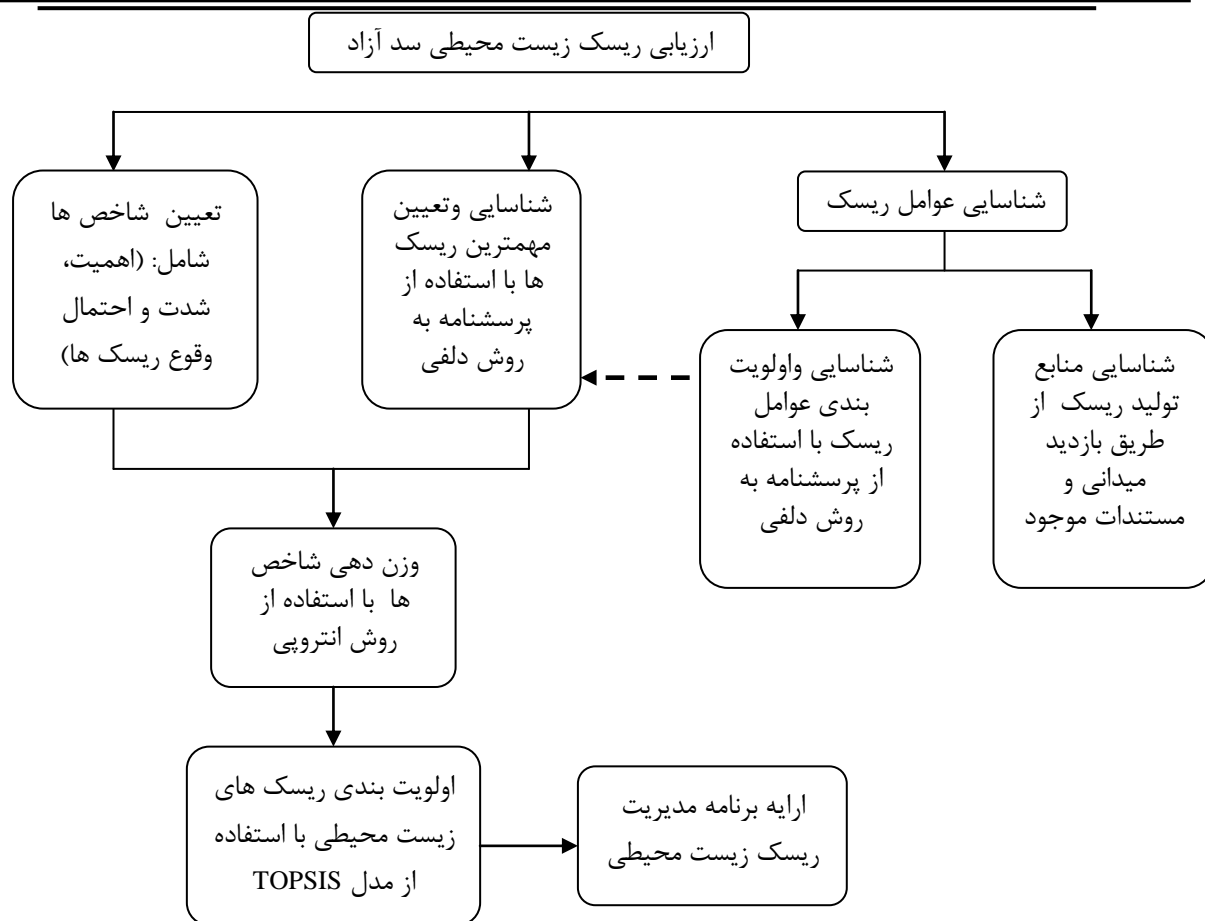 ارزیابی ریسک زیست محیطی سد آزاد
شناسایی عوامل ریسک
شناسایی منابع
تولید ریسک از
طریق بازدید
میدانی و
مستندات موجود
شناسایی واولویت
بندی عوامل
ریسک با استفاده
از پرسشنامه به
روش دلفی
شناسایی وتعیین
مهمترین ریسک
ها با استفاده از
پرسشنامه به
روش دلفی
تعیین شاخص ها
شامل: (اهمیت،
شدت و احتمال
وقوع ریسک ها)
وزن دهی شاخص
ها با استفاده از
روش انتروپی
اولویت بندی ریسک های
زیست محیطی با استفاده
از مدل TOPSIS
ارایه برنامه مدیریت
ریسک زیست محیطی